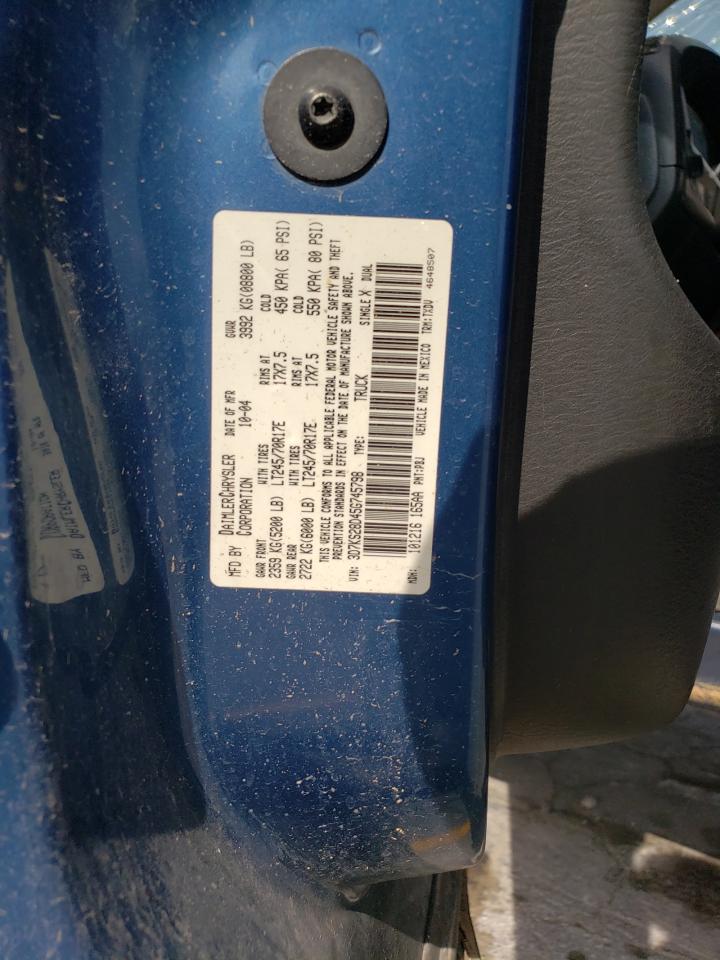 MFD BY DAIMLERCHRYSLER CORPORATION DATE OF MFR 10-04 GVWR 3992 KG(08800 LB)
GAWR FRONT WITH TIRES RIMS AT COLD
2359 KG(5200 LB) LT245/70R17E 17X7.5 450 KPA( 65 PSI)
GAWR REAR WITH TIRES RIMS AT COLD
2722 KG(6000 LB) LT245/70R17E 17X7.5 550 KPA( 80 PSI)
THIS VEHICLE CONFORMS TO ALL APPLICABLE FEDERAL MOTOR VEHICLE SAFETY AND THEFT
PREVENTION STANDARDS IN EFFECT ON THE DATE OF MANUFACTURE SHOWN ABOVE.
VIN: 3D7KS28D45G745798 TYPE: TRUCK SINGLE X DUAL
MDH: 101216 165AA PNT:PBJ VEHICLE MADE IN MEXICO TRM:TXDV 4648507